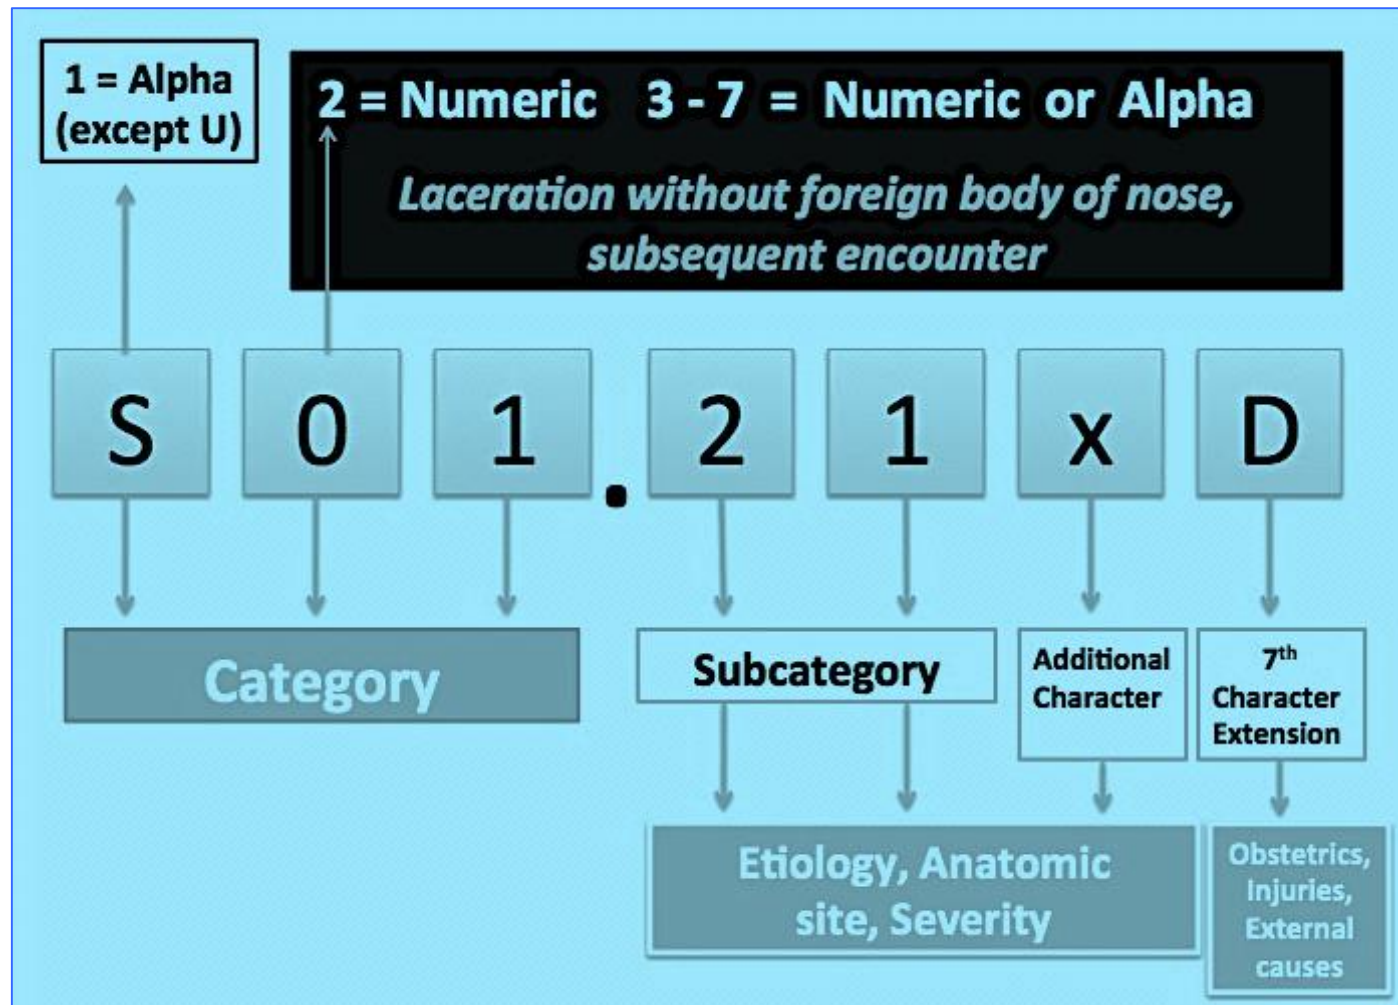 1 = Alpha
(except U)
2 = Numeric 3 - 7 = Numeric or Alpha
Laceration without foreign body of nose,
subsequent encounter
S 0 1 . 2 1 x D
Category
Subcategory
Additional
Character
7th
Character
Extension
Etiology, Anatomic
site, Severity
Obstetrics,
Injuries,
External
causes